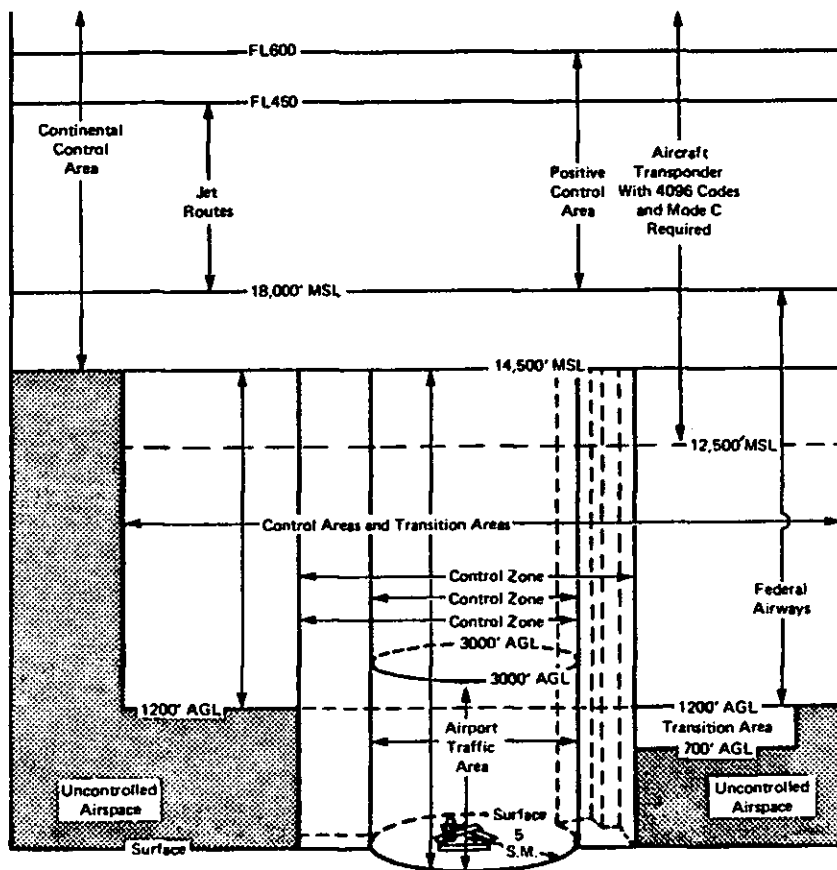 FL600
FL450
Continental
Control
Area
Jet
Routes
Positive
Control
Area
Aircraft
Transponder
With 4096 Codes
and Mode C
Required
18,000' MSL
14,500' MSL
12,500' MSL
Control Areas and Transition Areas
Control Zone
Control Zone
Control Zone
Federal
Airways
3000' AGL
3000' AGL
1200' AGL
1200' AGL
Transition Area
700' AGL
Airport
Traffic
Area
Uncontrolled
Airspace
Uncontrolled
Airspace
Surface
5
S.M.
Surface